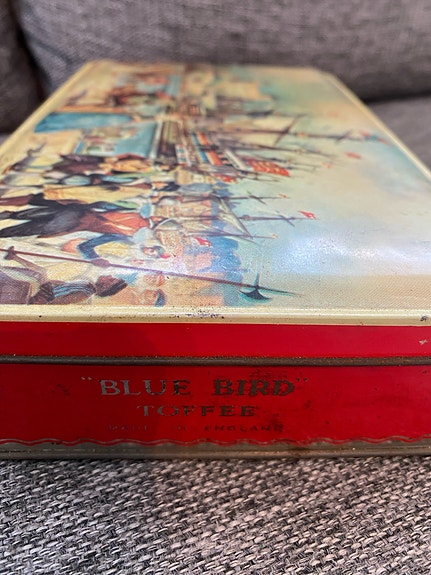 "BLUE BIRD"
TOFFEE
MADE IN ENGLAND